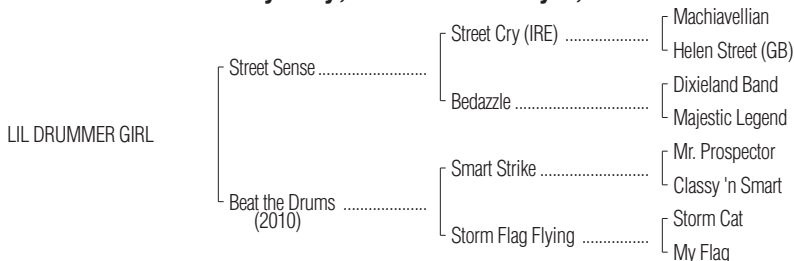 Machiavellian
Street Cry (IRE) ..................
Helen Street (GB)
Street Sense .......................
Dixieland Band
Bedazzle .............................
Majestic Legend
LIL DRUMMER GIRL
Mr. Prospector
Smart Strike .......................
Classy 'n Smart
Beat the Drums ..................
(2010)
Storm Cat
Storm Flag Flying ..............
My Flag